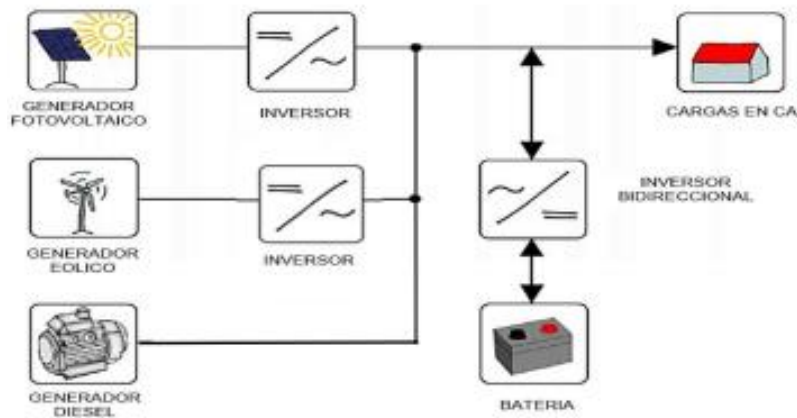 GENERADOR
FOTOVOLTAICO
INVERSOR
CARGAS EN CA
GENERADOR
EOLICO
INVERSOR
INVERSOR
BIDIRECCIONAL
GENERADOR
DIESEL
BATERIA